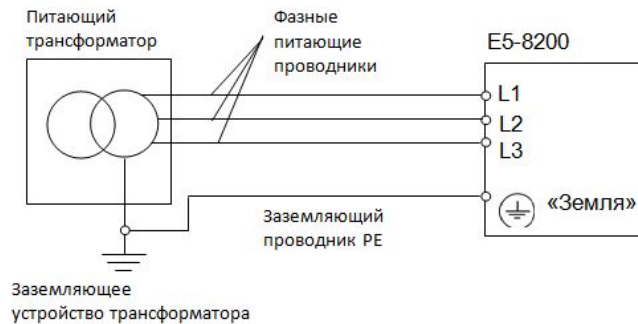 Питающий
трансформатор
Фазные
питающие
проводники
E5-8200
L1
L2
L3
«Земля»
Заземляющий
проводник PE
Заземляющее
устройство трансформатора